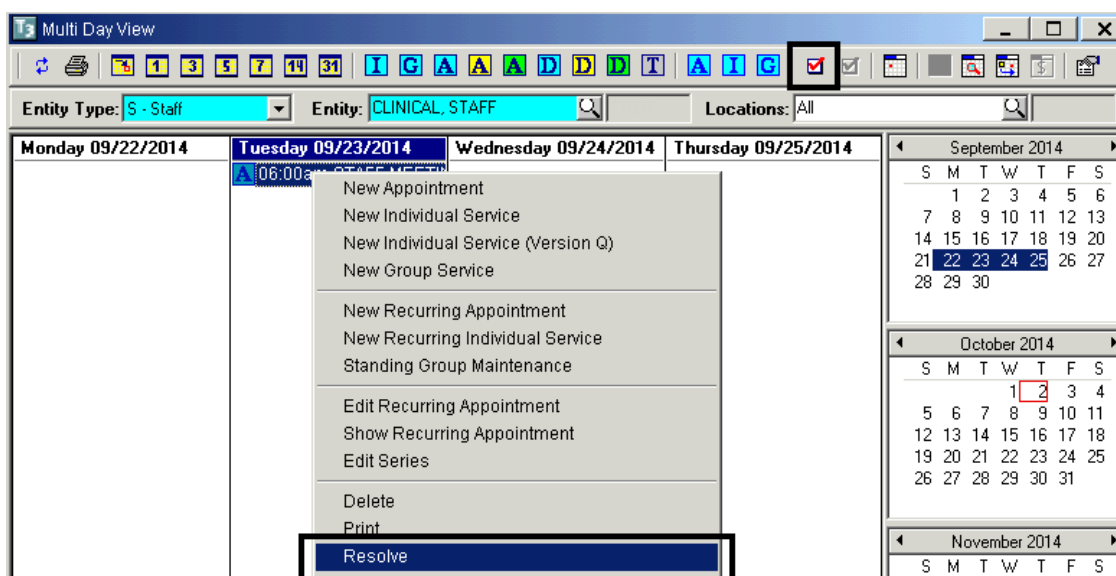 T3 Multi Day View
1 3 5 7 14 31 I G A A A D D D T A I G $
Entity Type: S - Staff Entity: CLINICAL, STAFF Locations: All
Monday 09/22/2014 Tuesday 09/23/2014 Wednesday 09/24/2014 Thursday 09/25/2014
A 06:00am STAFF MEETI
New Appointment
New Individual Service
New Individual Service (Version Q)
New Group Service
New Recurring Appointment
New Recurring Individual Service
Standing Group Maintenance
Edit Recurring Appointment
Show Recurring Appointment
Edit Series
Delete
Print
Resolve
September 2014
S M T W T F S
1 2 3 4 5 6
7 8 9 10 11 12 13
14 15 16 17 18 19 20
21 22 23 24 25 26 27
28 29 30
October 2014
S M T W T F S
1 2 3 4
5 6 7 8 9 10 11
12 13 14 15 16 17 18
19 20 21 22 23 24 25
26 27 28 29 30 31
November 2014
S M T W T F S